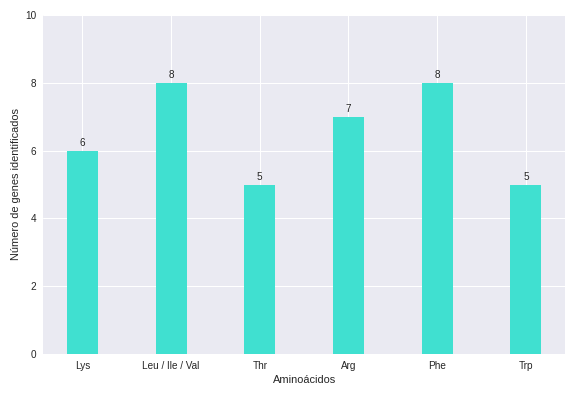 10
8
6
4
2
0
Número de genes identificados
6
8
5
7
8
5
Lys
Leu / Ile / Val
Thr
Arg
Phe
Trp
Aminoácidos